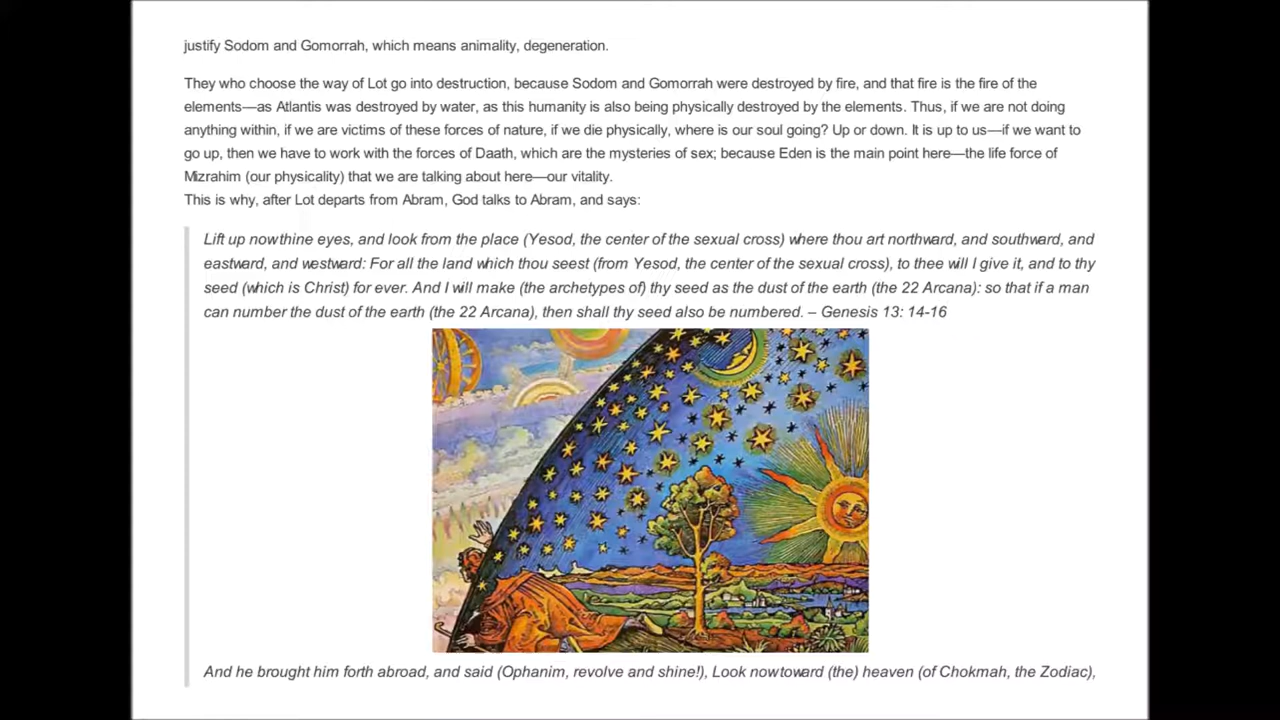 justify Sodom and Gomorrah, which means animality, degeneration.
They who choose the way of Lot go into destruction, because Sodom and Gomorrah were destroyed by fire, and that fire is the fire of the
elements—as Atlantis was destroyed by water, as this humanity is also being physically destroyed by the elements. Thus, if we are not doing
anything within, if we are victims of these forces of nature, if we die physically, where is our soul going? Up or down. It is up to us—if we want to
go up, then we have to work with the forces of Daath, which are the mysteries of sex; because Eden is the main point here—the life force of
Mizrahim (our physicality) that we are talking about here—our vitality.
This is why, after Lot departs from Abram, God talks to Abram, and says:
Lift up now thine eyes, and look from the place (Yesod, the center of the sexual cross) where thou art northward, and southward, and
eastward, and westward: For all the land which thou seest (from Yesod, the center of the sexual cross), to thee will I give it, and to thy
seed (which is Christ) for ever. And I will make (the archetypes of) thy seed as the dust of the earth (the 22 Arcana): so that if a man
can number the dust of the earth (the 22 Arcana), then shall thy seed also be numbered. – Genesis 13: 14-16
And he brought him forth abroad, and said (Ophanim, revolve and shine!), Look now toward (the) heaven (of Chokmah, the Zodiac),